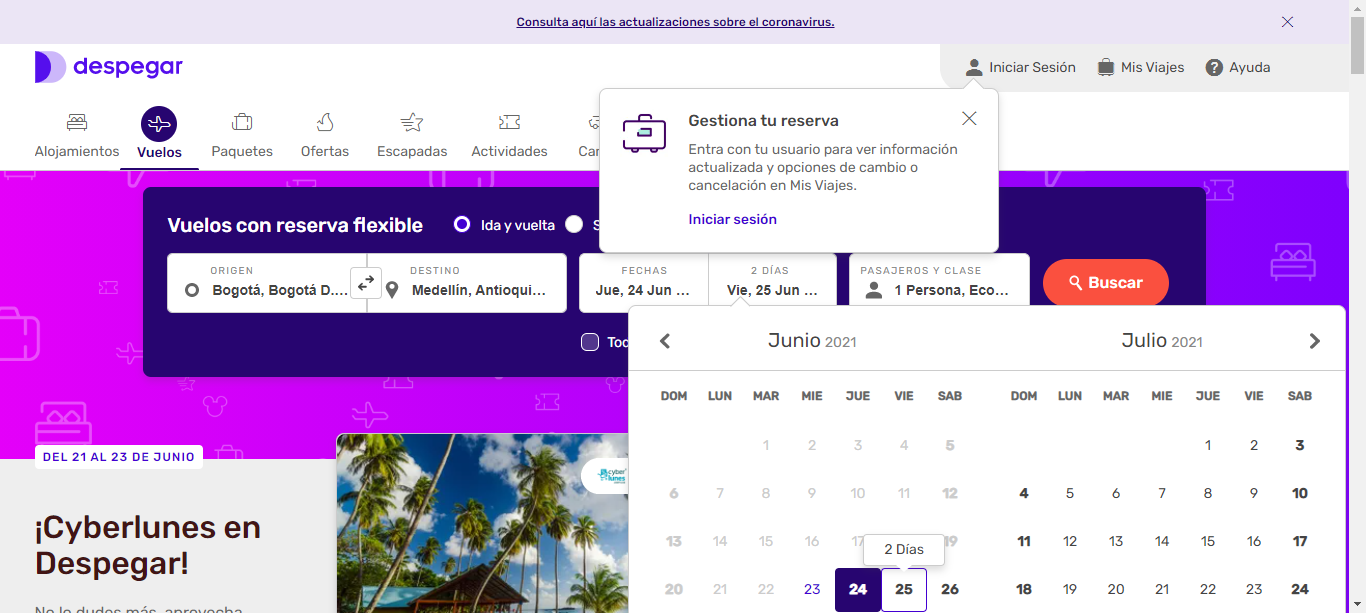 Consulta aquí las actualizaciones sobre el coronavirus.
despegar
Iniciar Sesión
Mis Viajes
Ayuda
Alojamientos
Vuelos
Paquetes
Ofertas
Escapadas
Actividades
Gestiona tu reserva
Entra con tu usuario para ver información
actualizada y opciones de cambio o
cancelación en Mis Viajes.
Iniciar sesión
Vuelos con reserva flexible
Ida y vuelta
ORIGEN
Bogotá, Bogotá D....
DESTINO
Medellín, Antioqui...
FECHAS
Jue, 24 Jun ...
2 DÍAS
Vie, 25 Jun ...
PASAJEROS Y CLASE
1 Persona, Eco...
Buscar
Junio 2021
DOM LUN MAR MIE JUE VIE SAB
1 2 3 4 5
6 7 8 9 10 11 12
13 14 15 16 17 19
2 Días
20 21 22 23 24 25 26
Julio 2021
DOM LUN MAR MIE JUE VIE SAB
1 2 3
4 5 6 7 8 9 10
11 12 13 14 15 16 17
18 19 20 21 22 23 24
DEL 21 AL 23 DE JUNIO
¡Cyberlunes en
Despegar!
No lo dudes más, aprovecha
cyber
lunes